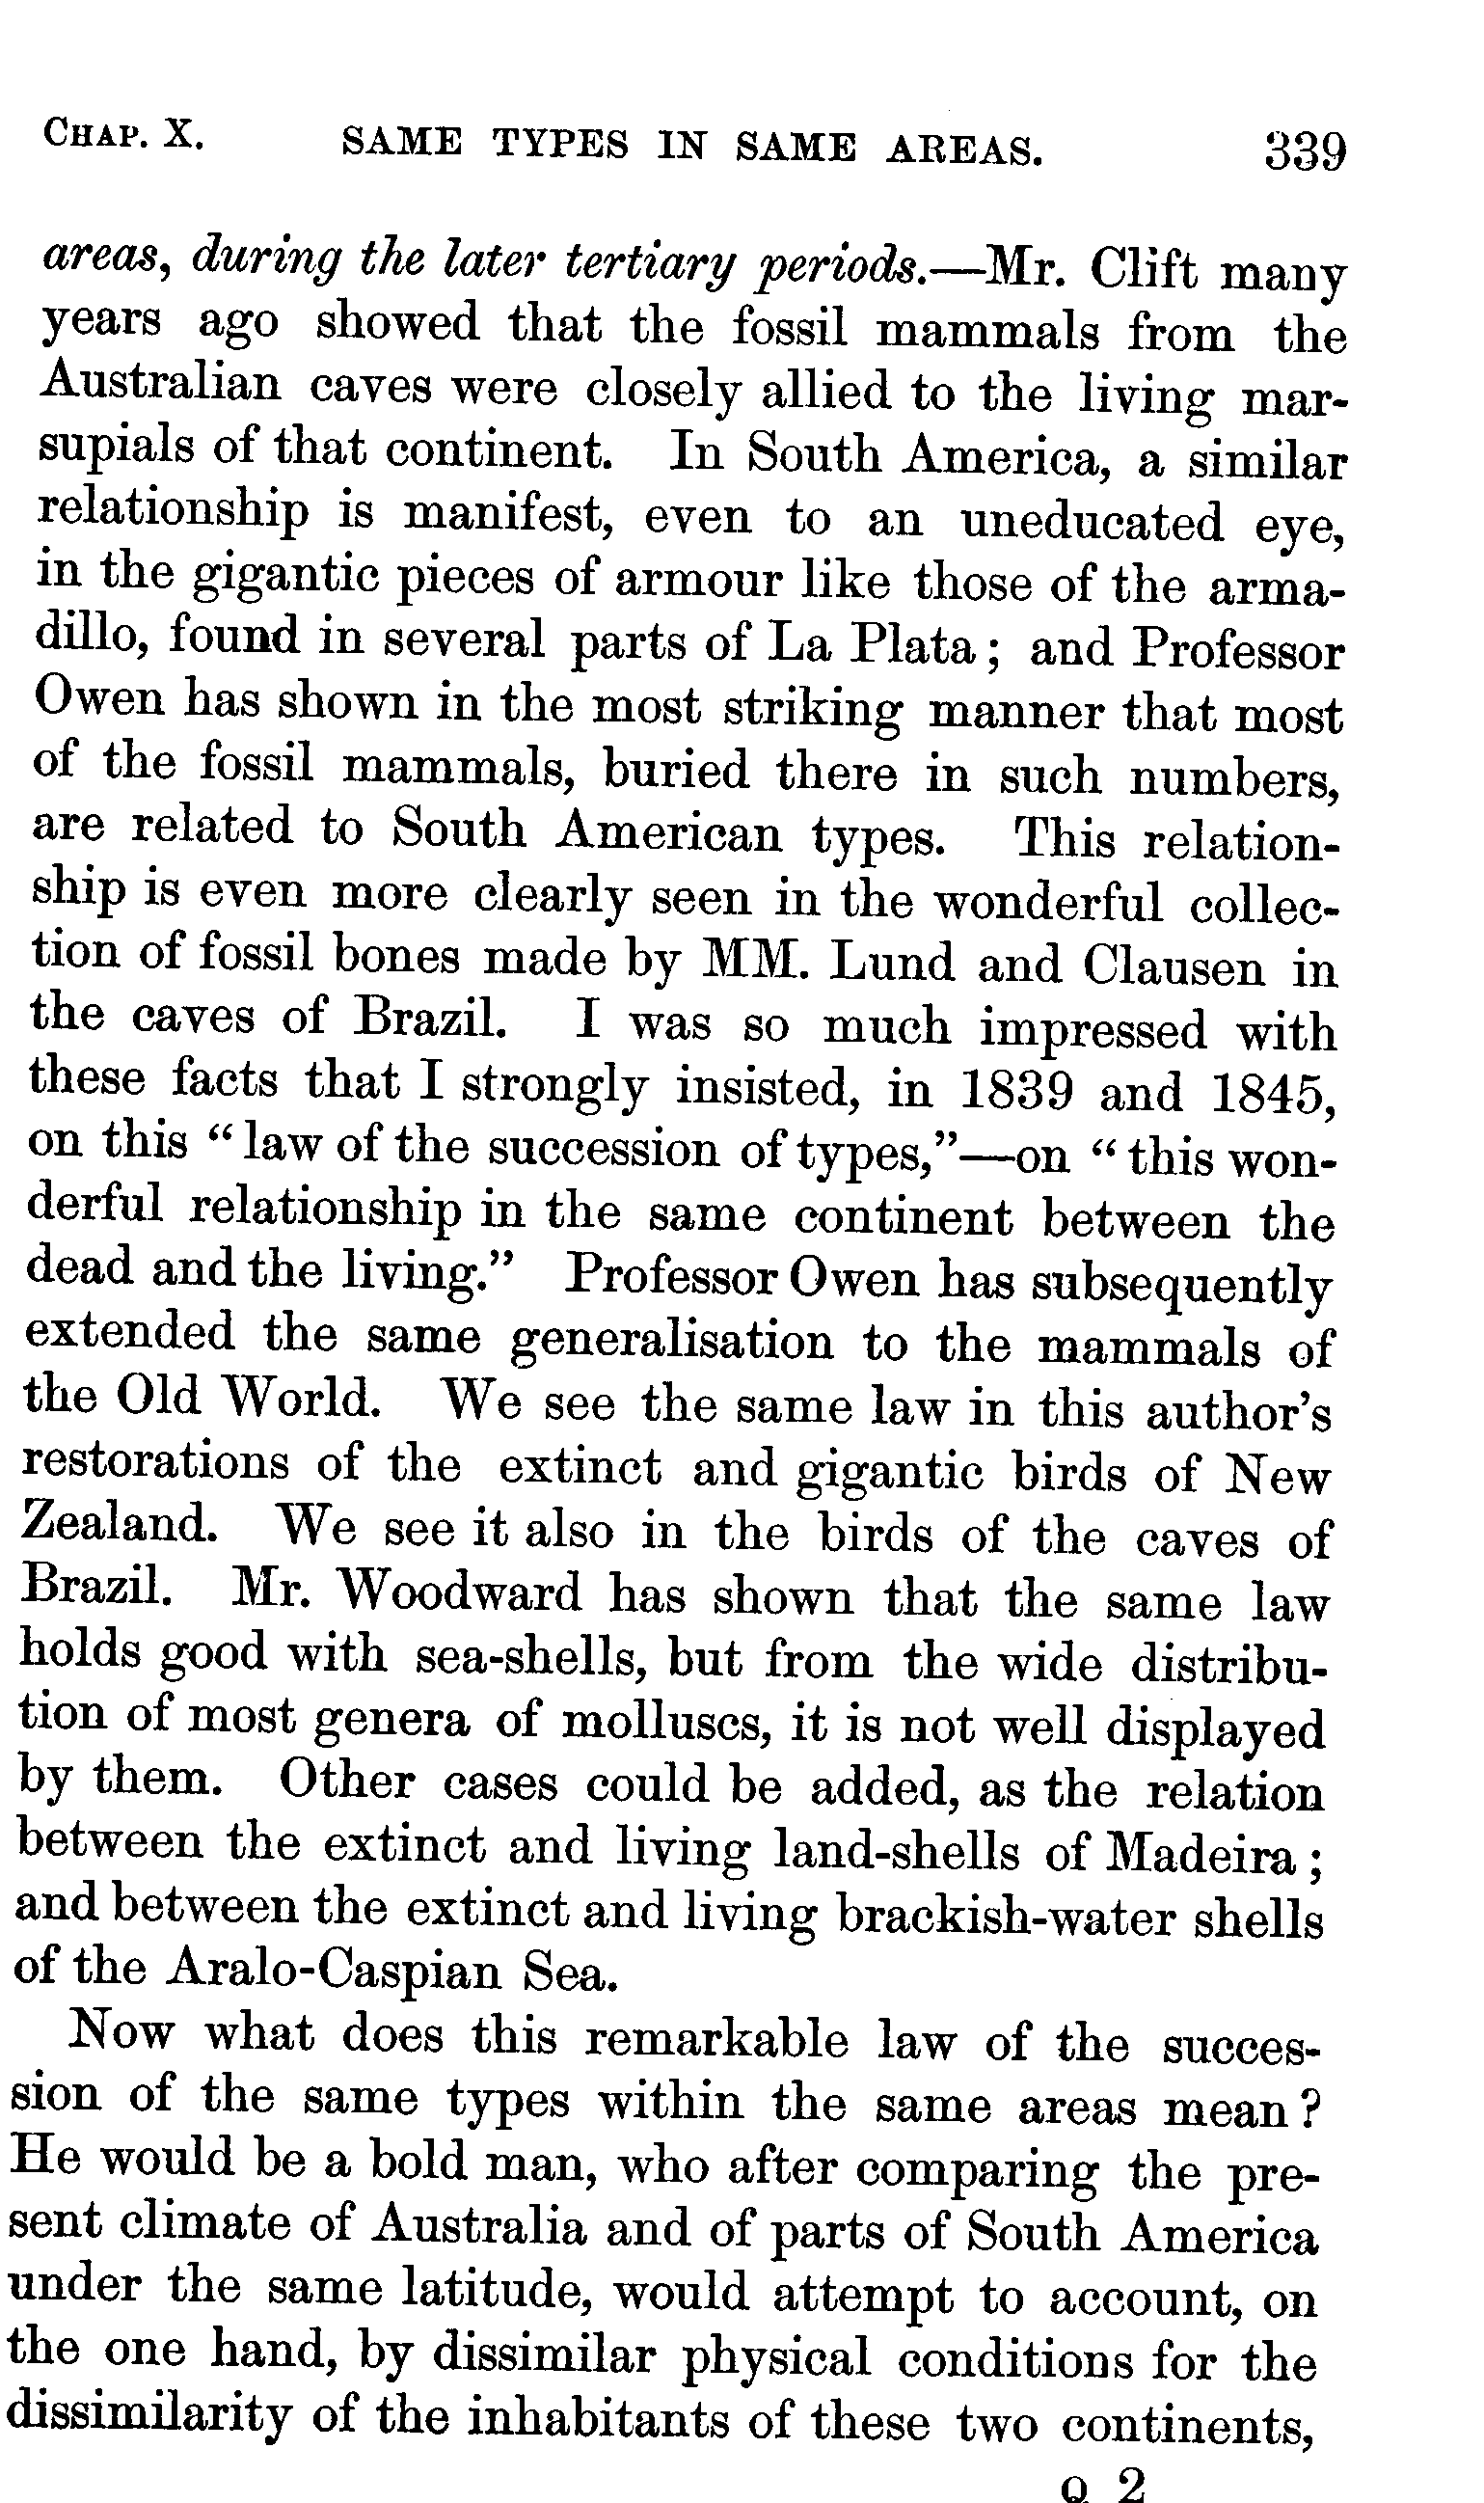 CHAP. X. SAME TYPES IN SAME AREAS. 339
areas, during the later tertiary periods.—Mr. Clift many
years ago showed that the fossil mammals from the
Australian caves were closely allied to the living mar-
supials of that continent. In South America, a similar
relationship is manifest, even to an uneducated eye,
in the gigantic pieces of armour like those of the arma-
dillo, found in several parts of La Plata; and Professor
Owen has shown in the most striking manner that most
of the fossil mammals, buried there in such numbers,
are related to South American types. This relation-
ship is even more clearly seen in the wonderful collec-
tion of fossil bones made by MM. Lund and Clausen in
the caves of Brazil. I was so much impressed with
these facts that I strongly insisted, in 1839 and 1845,
on this “law of the succession of types,”—on “this won-
derful relationship in the same continent between the
dead and the living.” Professor Owen has subsequently
extended the same generalisation to the mammals of
the Old World. We see the same law in this author’s
restorations of the extinct and gigantic birds of New
Zealand. We see it also in the birds of the caves of
Brazil. Mr. Woodward has shown that the same law
holds good with sea-shells, but from the wide distribu-
tion of most genera of molluscs, it is not well displayed
by them. Other cases could be added, as the relation
between the extinct and living land-shells of Madeira;
and between the extinct and living brackish-water shells
of the Aralo-Caspian Sea.
Now what does this remarkable law of the succes-
sion of the same types within the same areas mean?
He would be a bold man, who after comparing the pre-
sent climate of Australia and of parts of South America
under the same latitude, would attempt to account, on
the one hand, by dissimilar physical conditions for the
dissimilarity of the inhabitants of these two continents,
Q 2